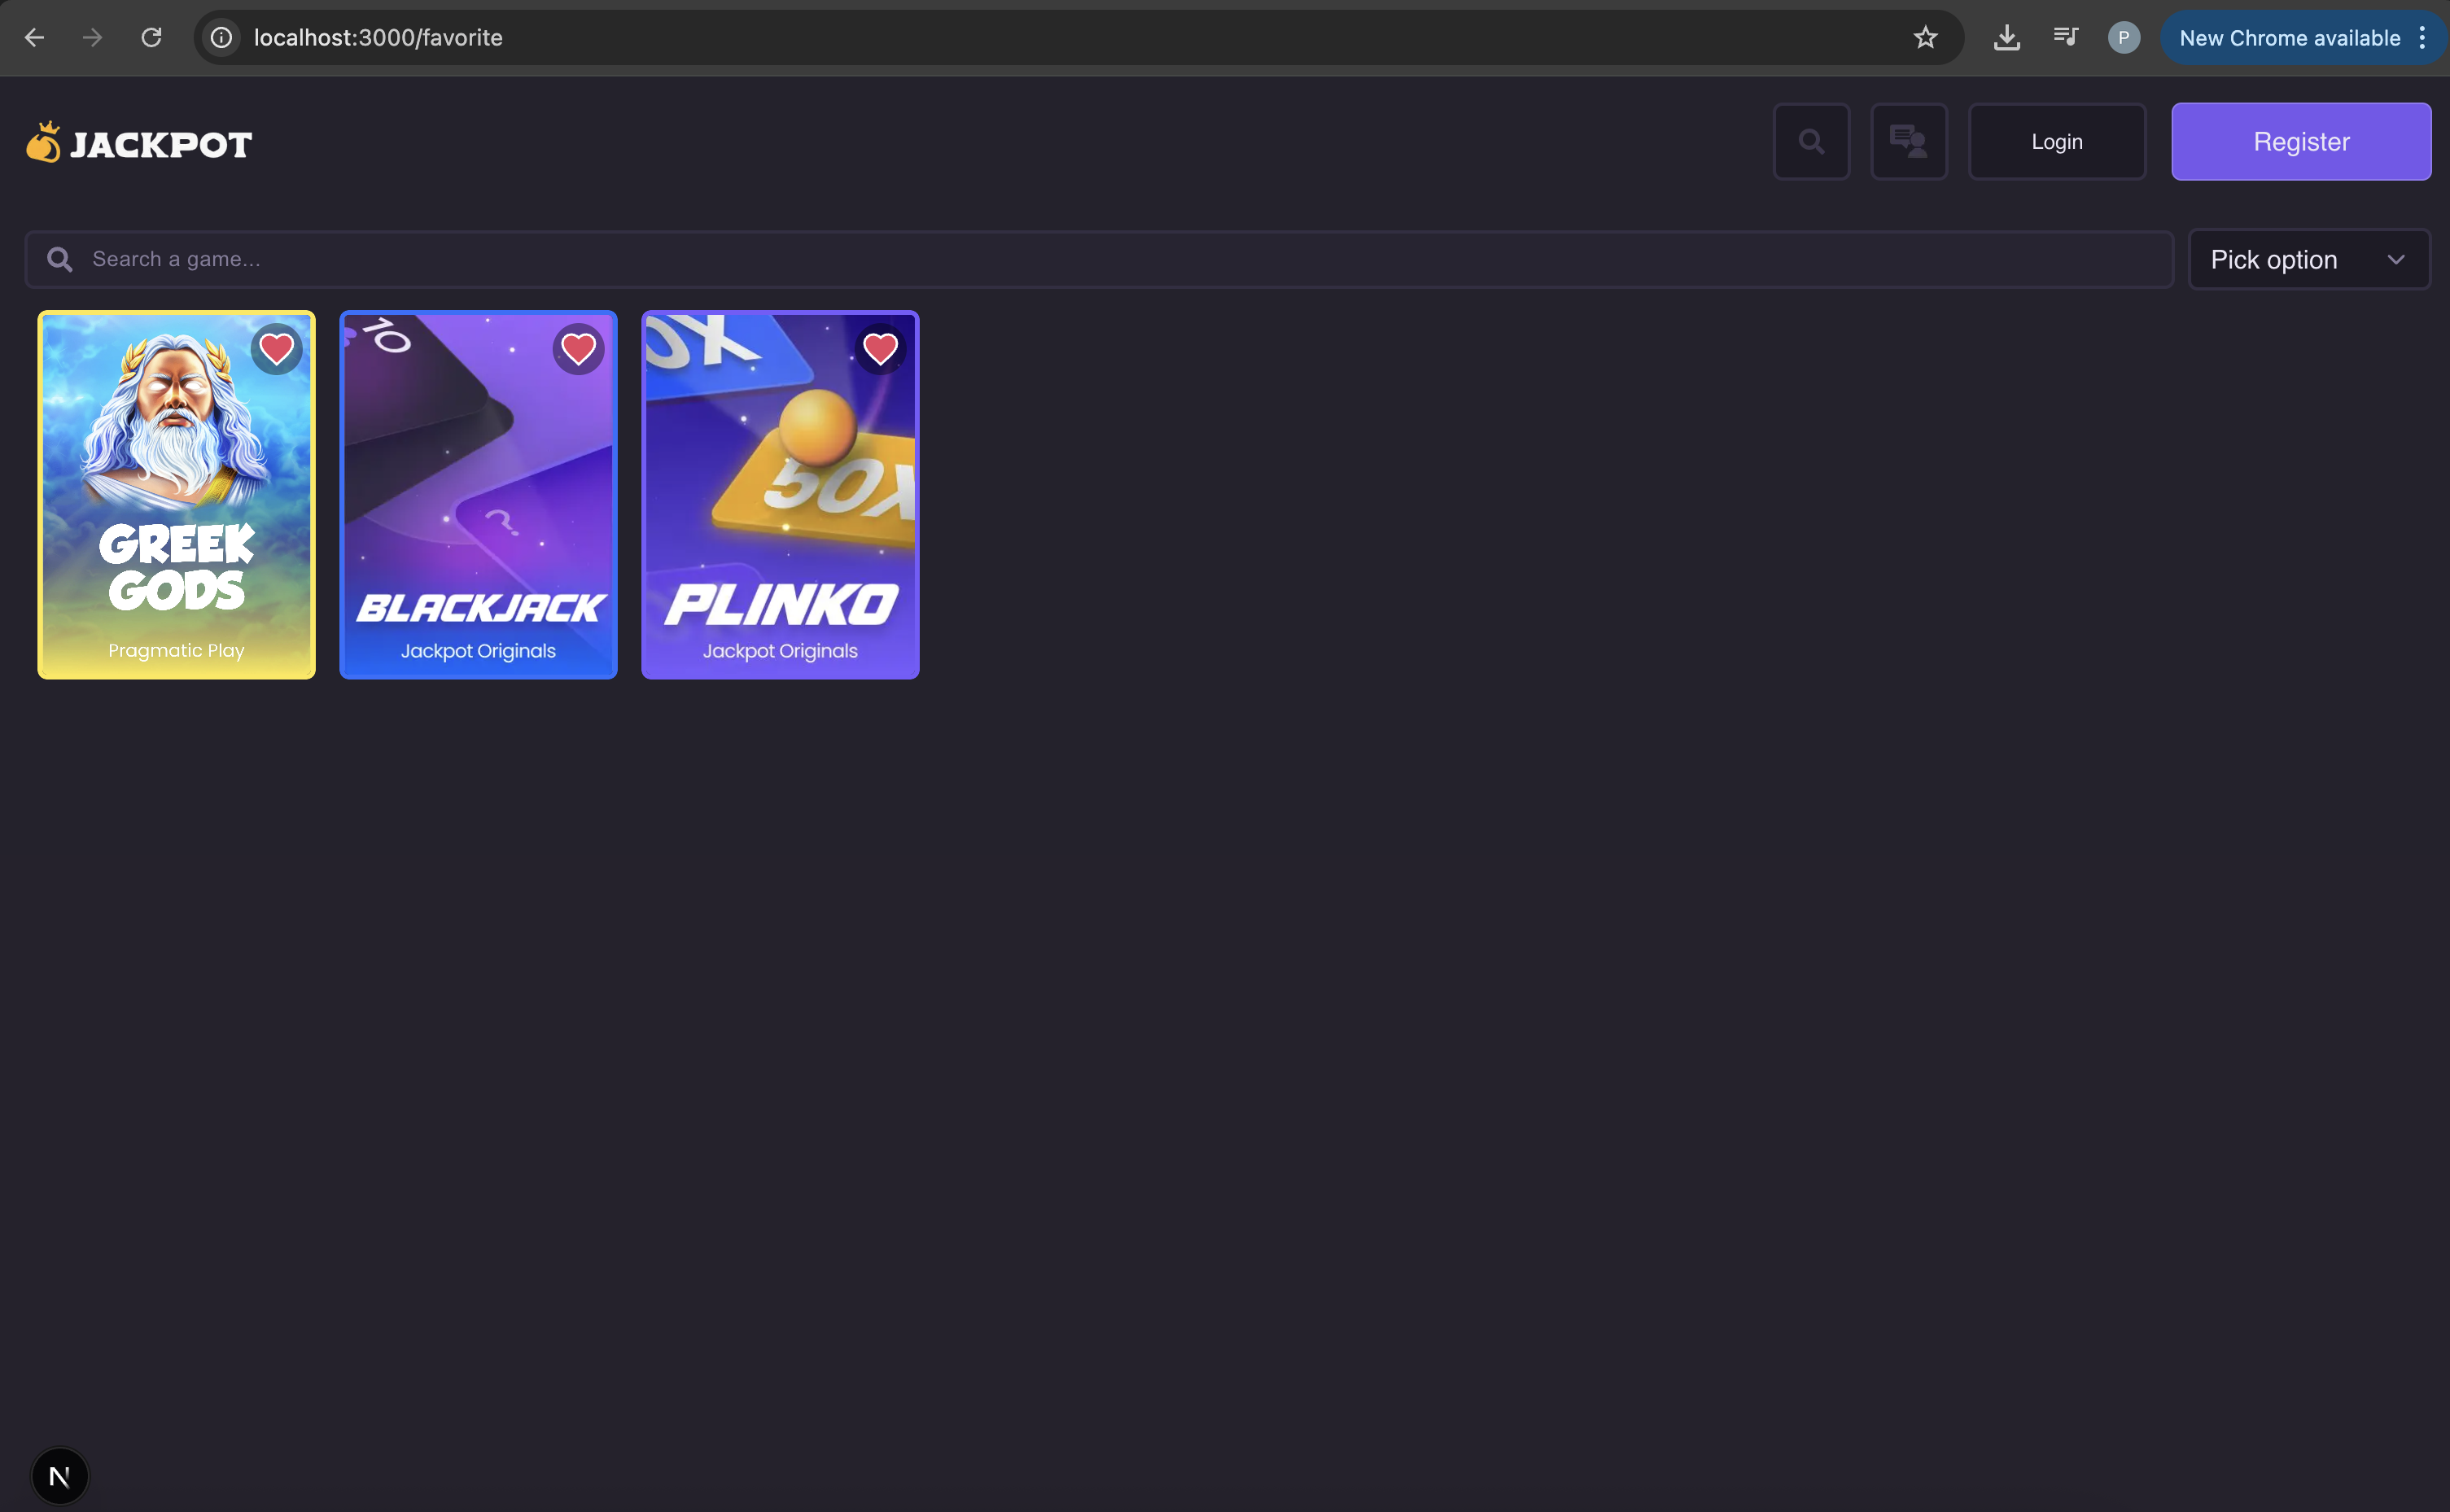 localhost:3000/favorite
P
New Chrome available
JACKPOT
Login
Register
Search a game...
Pick option
GREEK
GODS
Pragmatic Play
10
?
BLACKJACK
Jackpot Originals
0X
50X
PLINKO
Jackpot Originals
N